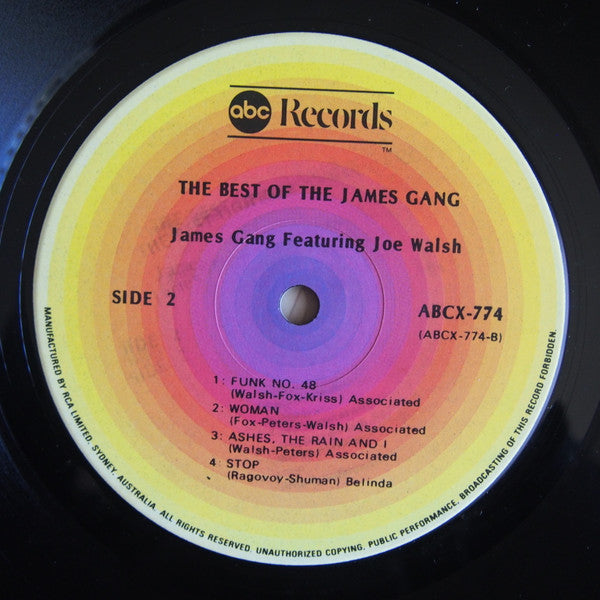 abc Records
TM
THE BEST OF THE JAMES GANG
James Gang Featuring Joe Walsh
SIDE 2
ABCX-774
(ABCX-774-B)
1: FUNK NO. 48
(Walsh-Fox-Kriss) Associated
2: WOMAN
(Fox-Peters-Walsh) Associated
3: ASHES, THE RAIN AND I
(Walsh-Peters) Associated
4: STOP
(Ragovoy-Shuman) Belinda
MANUFACTURED BY RCA LIMITED, SYDNEY, AUSTRALIA. ALL RIGHTS RESERVED. UNAUTHORIZED COPYING, PUBLIC PERFORMANCE, BROADCASTING OF THIS RECORD FORBIDDEN.